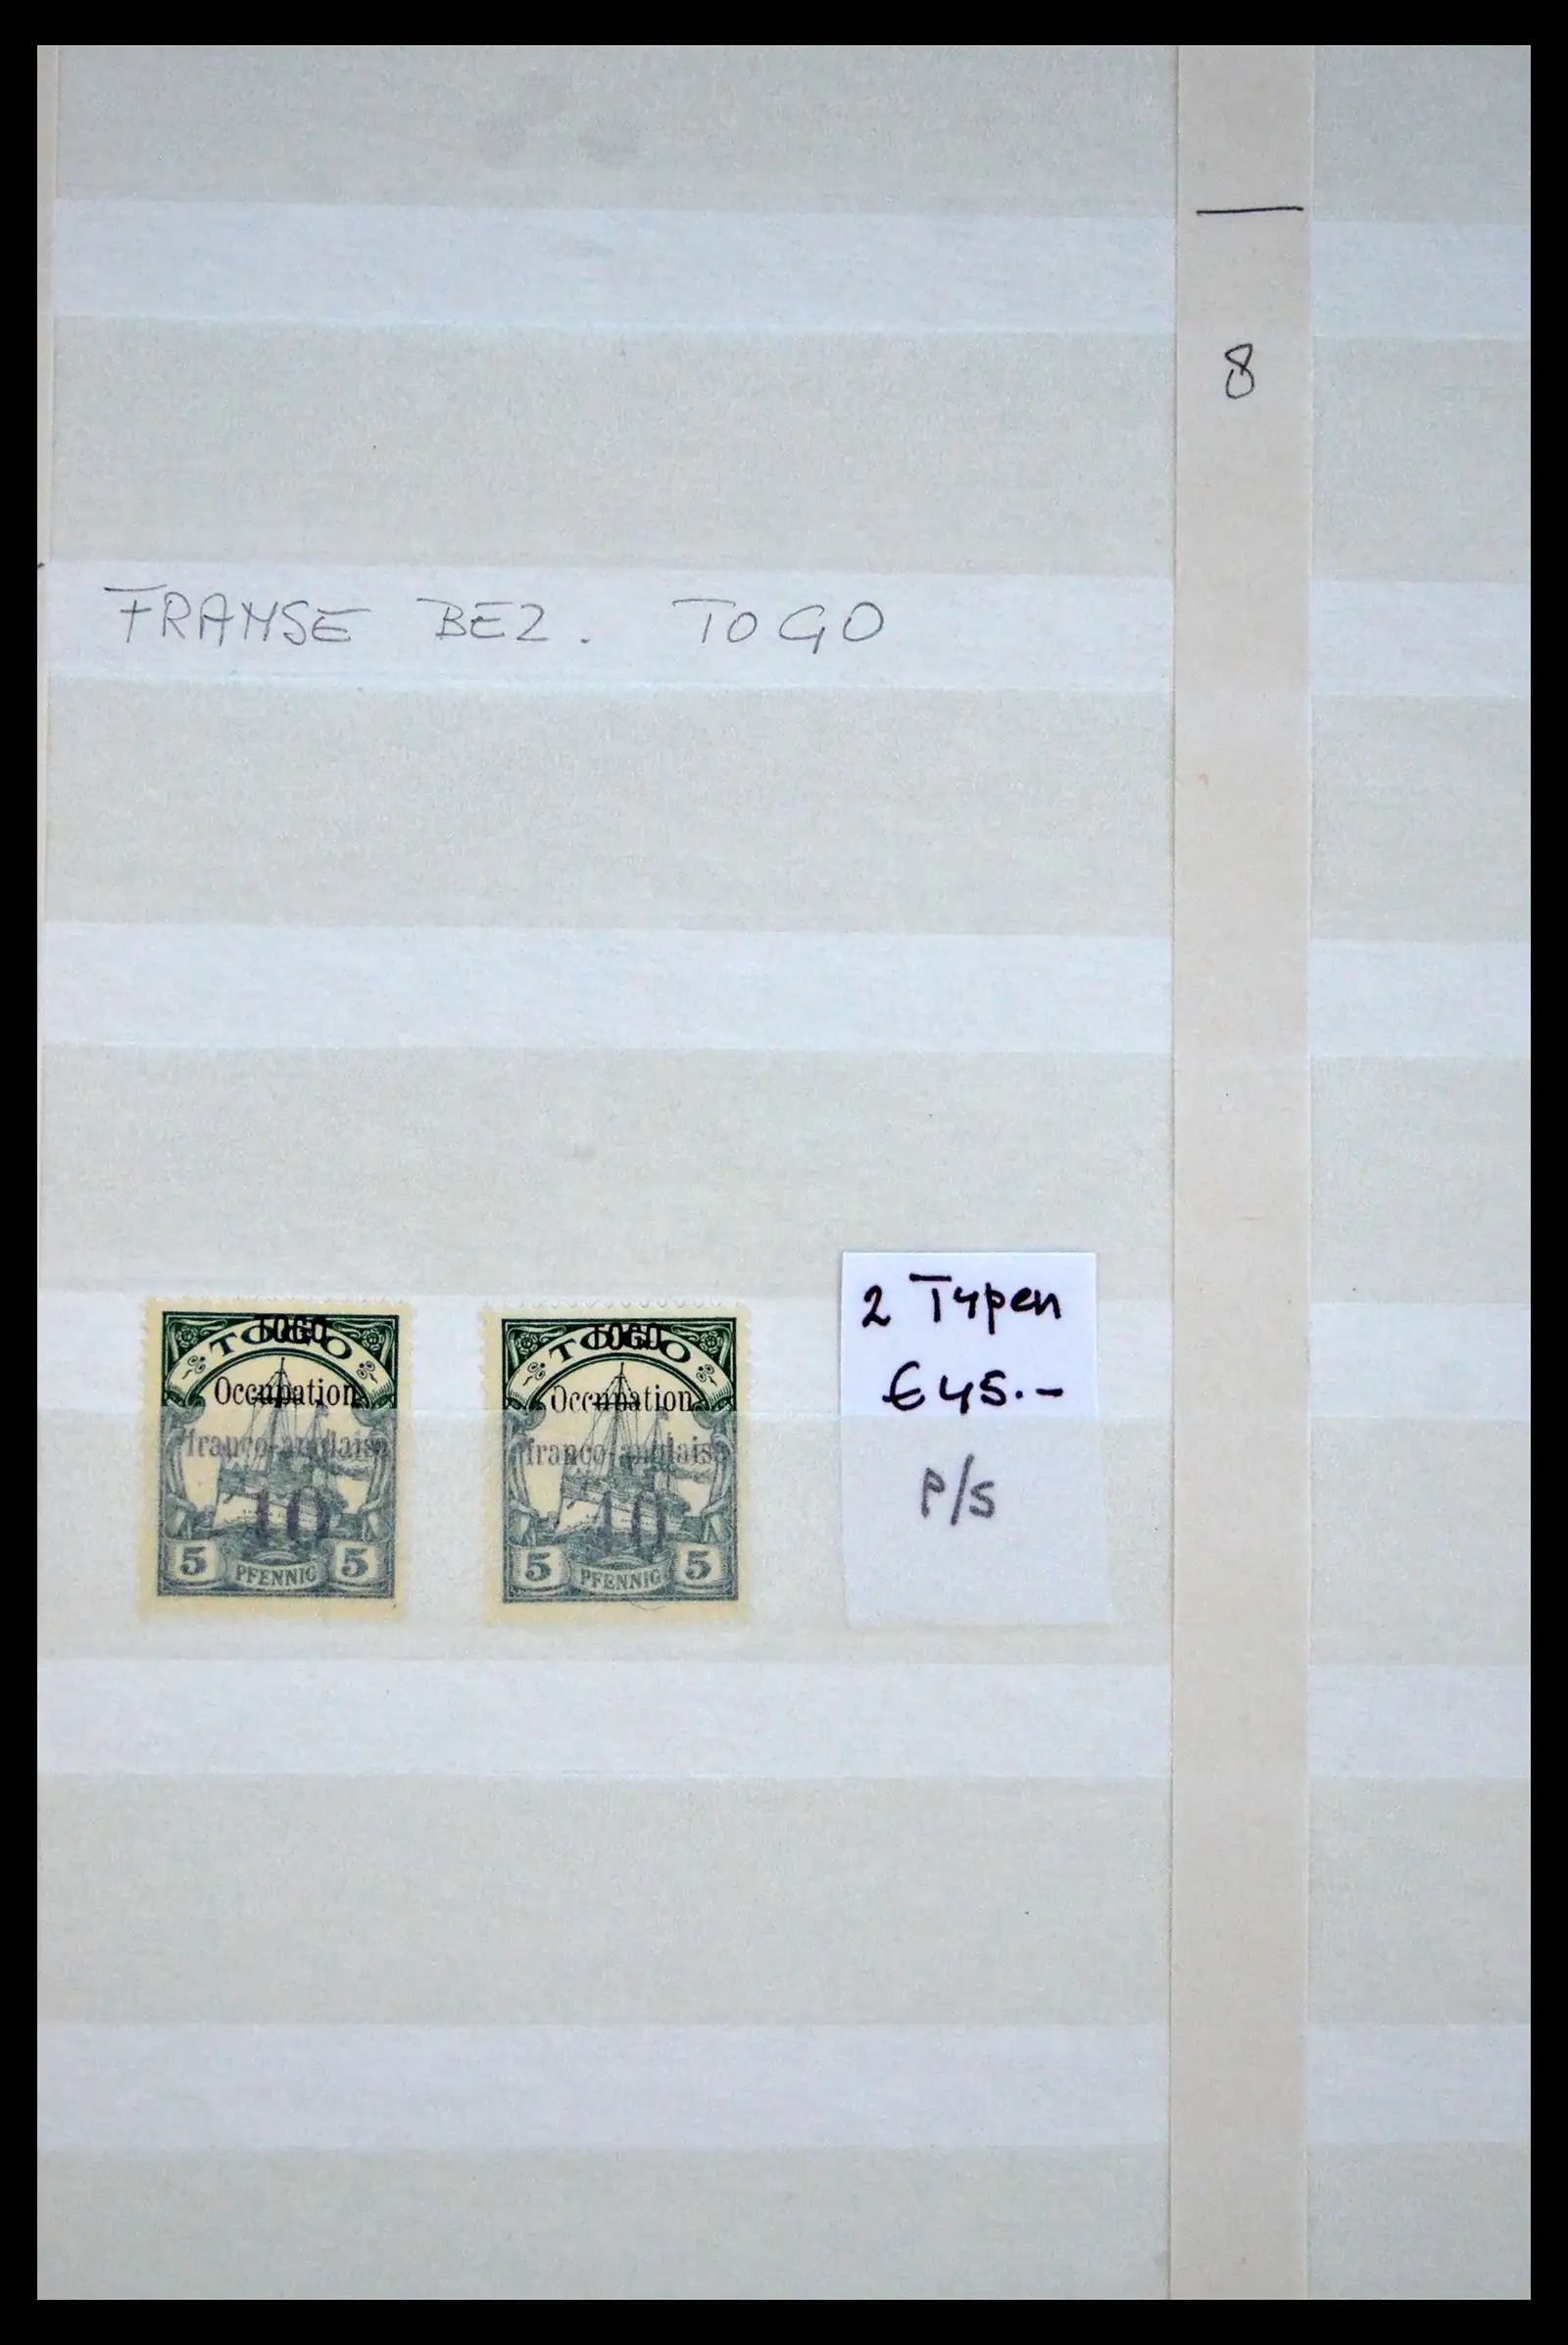 8
FRANSE BEZ. TOGO
TOGO
TOGO
Occupation
franco-anglaise
10
5 PFENNIG 5
TOGO
TOGO
Occupation
franco-anglaise
10
5 PFENNIG 5
2 Typen
€ 45.-
P/S